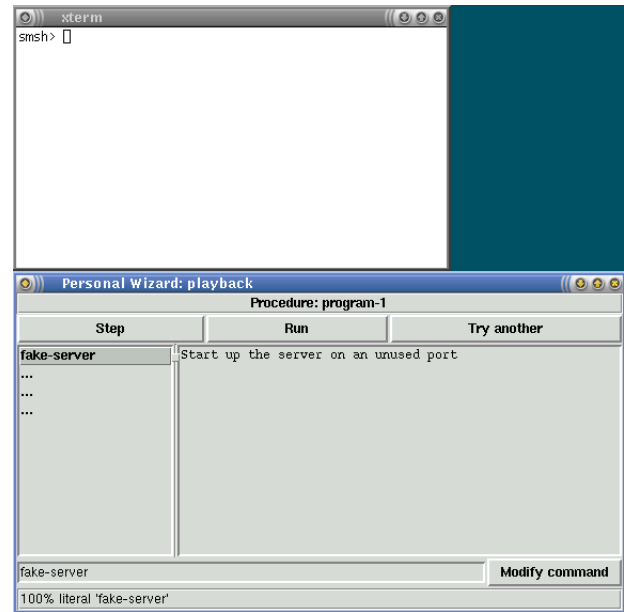 xterm
smsh>
Personal Wizard: playback
Procedure: program-1
Step Run Try another
fake-server Start up the server on an unused port
...
...
...
fake-server Modify command
100% literal 'fake-server'